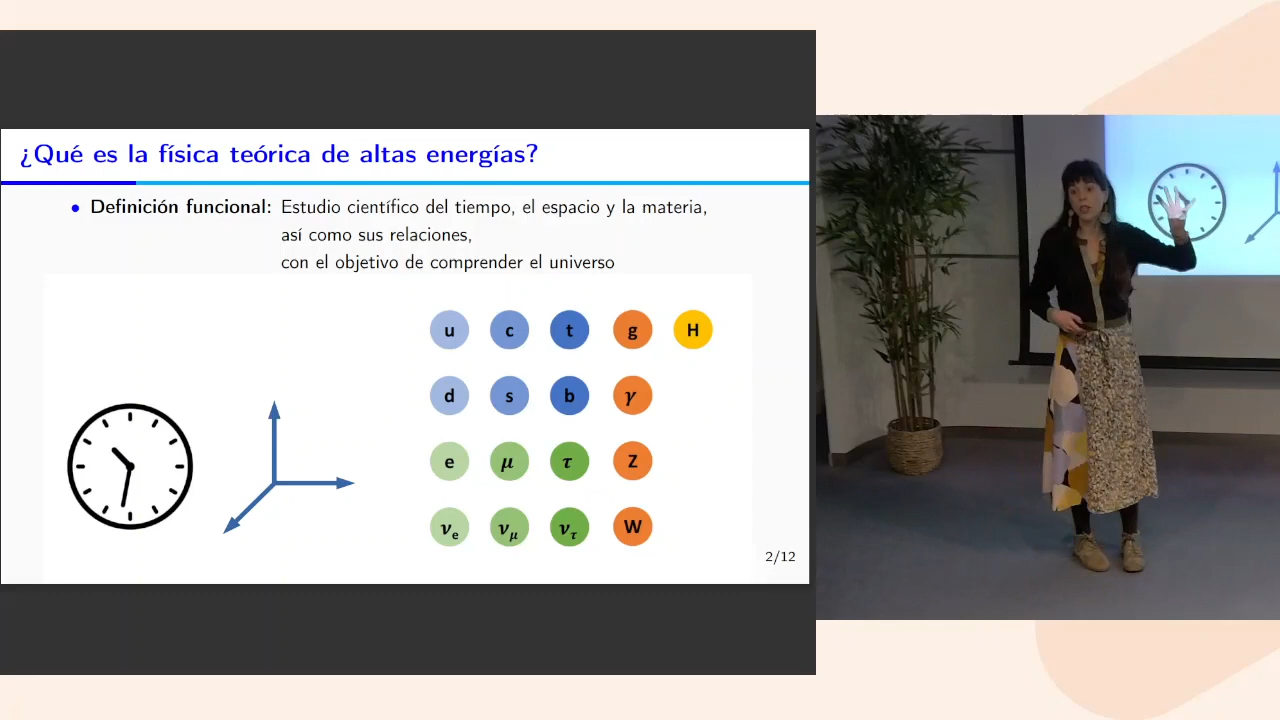 ¿Qué es la física teórica de altas energías?
• Definición funcional: Estudio científico del tiempo, el espacio y la materia,
así como sus relaciones,
con el objetivo de comprender el universo
u c t g H
d s b γ
e μ τ Z
νe νμ ντ W
2/12